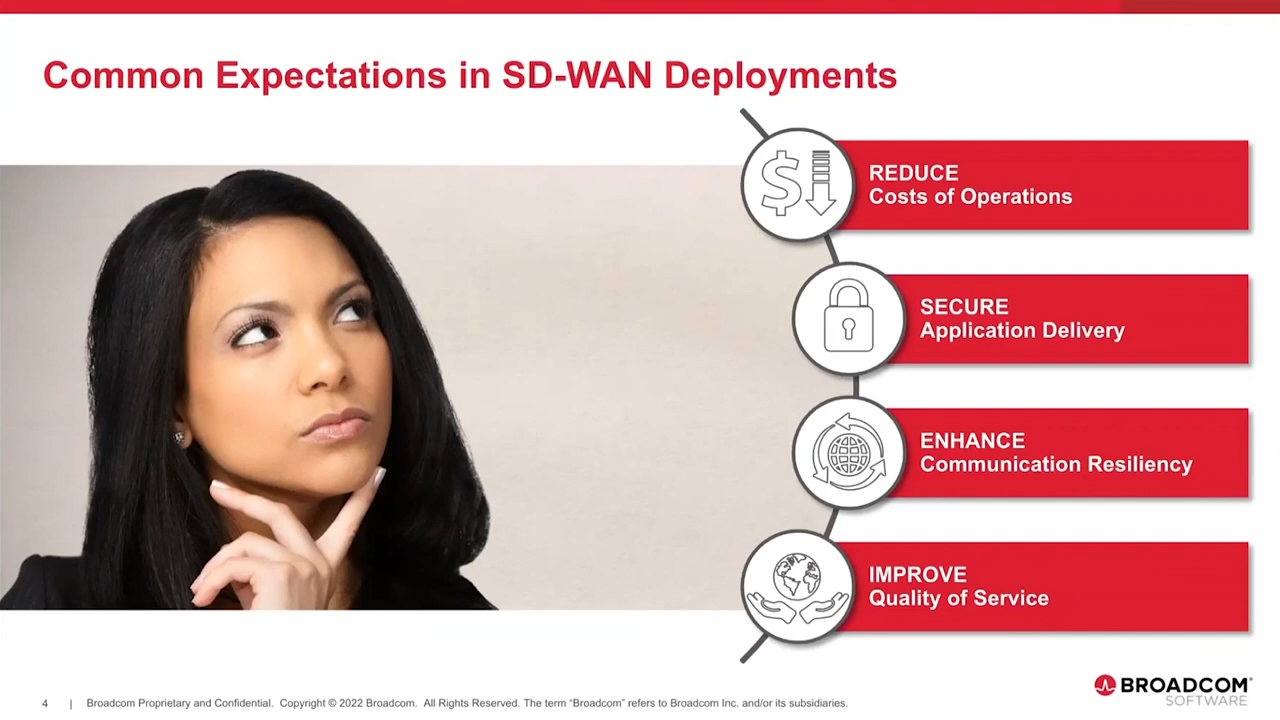 Common Expectations in SD-WAN Deployments
REDUCE
Costs of Operations
SECURE
Application Delivery
ENHANCE
Communication Resiliency
IMPROVE
Quality of Service
4 | Broadcom Proprietary and Confidential. Copyright © 2022 Broadcom. All Rights Reserved. The term “Broadcom” refers to Broadcom Inc. and/or its subsidiaries.
BROADCOM®
SOFTWARE